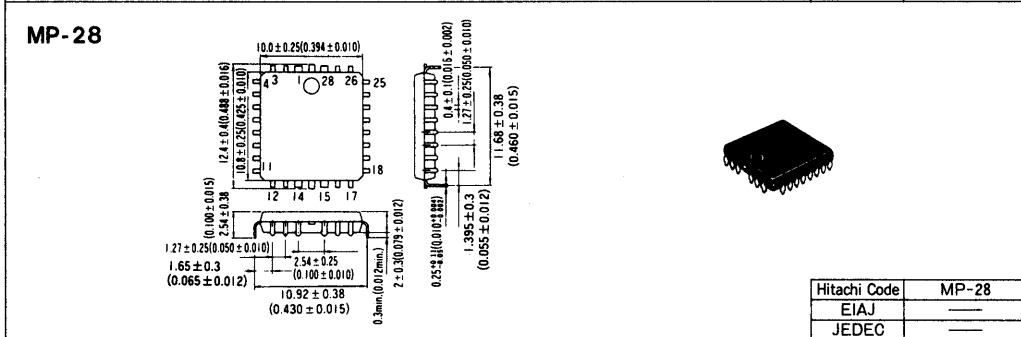 MP-28
10.0 ± 0.25(0.394 ± 0.010)
3 1 28 26
4 25
12.4 ± 0.4(0.488 ± 0.016)
10.8 ± 0.25(0.425 ± 0.010)
11 18
12 14 15 17
0.4 ± 0.1(0.016 ± 0.002)
1.27 ± 0.25(0.050 ± 0.010)
11.68 ± 0.38
(0.460 ± 0.015)
(0.100 ± 0.015)
2.54 ± 0.38
1.27 ± 0.25(0.050 ± 0.010)
1.65 ± 0.3
(0.065 ± 0.012)
2.54 ± 0.25
(0.100 ± 0.010)
10.92 ± 0.38
(0.430 ± 0.015)
0.3min.(0.012min.)
2 ± 0.3(0.079 ± 0.012)
1.395 ± 0.3
(0.055 ± 0.012)
Hitachi Code MP-28
EIAJ —
JEDEC —